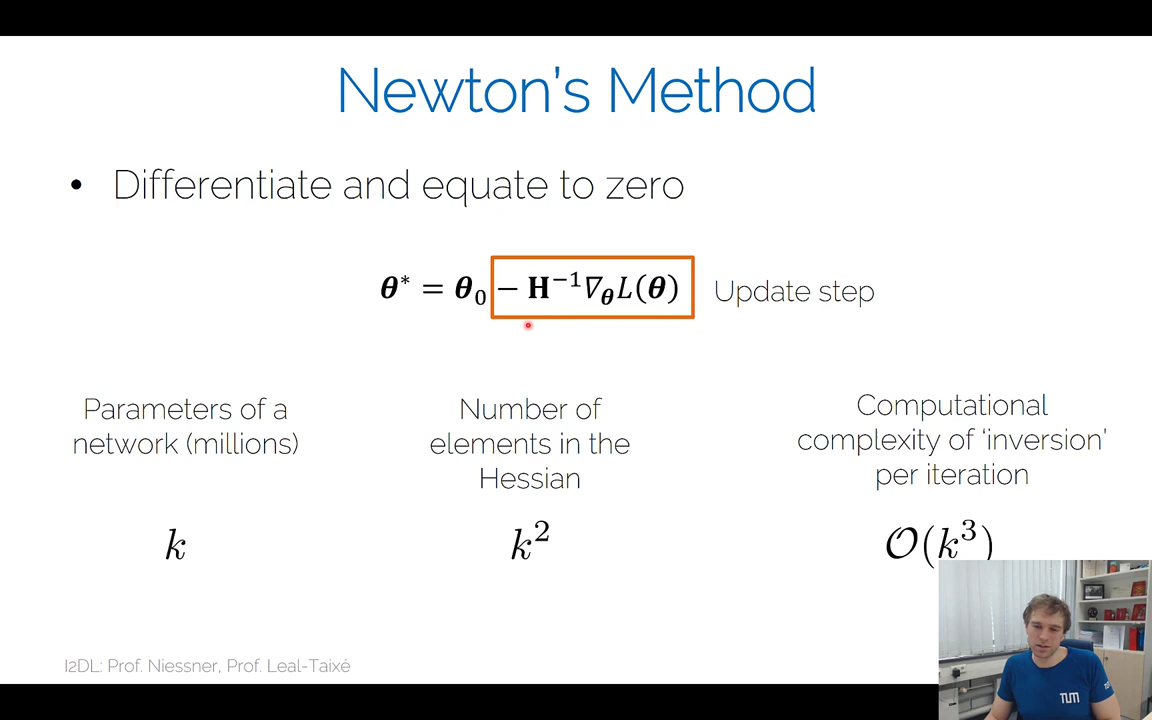 Newton's Method
• Differentiate and equate to zero
𝛉* = 𝛉₀ − 𝐇⁻¹∇_𝛉L(𝛉) Update step
Parameters of a
network (millions)
k
Number of
elements in the
Hessian
k²
Computational
complexity of 'inversion'
per iteration
𝒪(k³)
I2DL: Prof. Niessner, Prof. Leal-Taixé
TUM